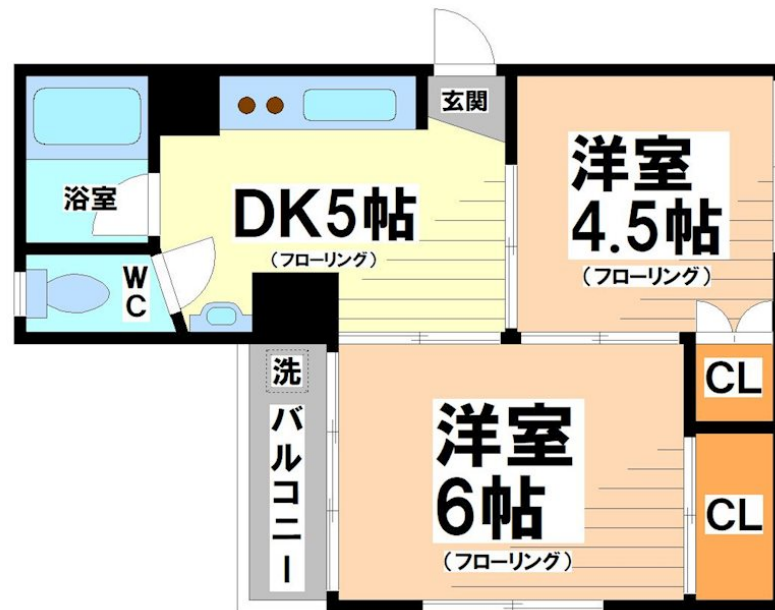 玄関
浴室
DK5帖
(フローリング)
洋室
4.5帖
(フローリング)
WC
洗
バルコニー
洋室
6帖
(フローリング)
CL
CL